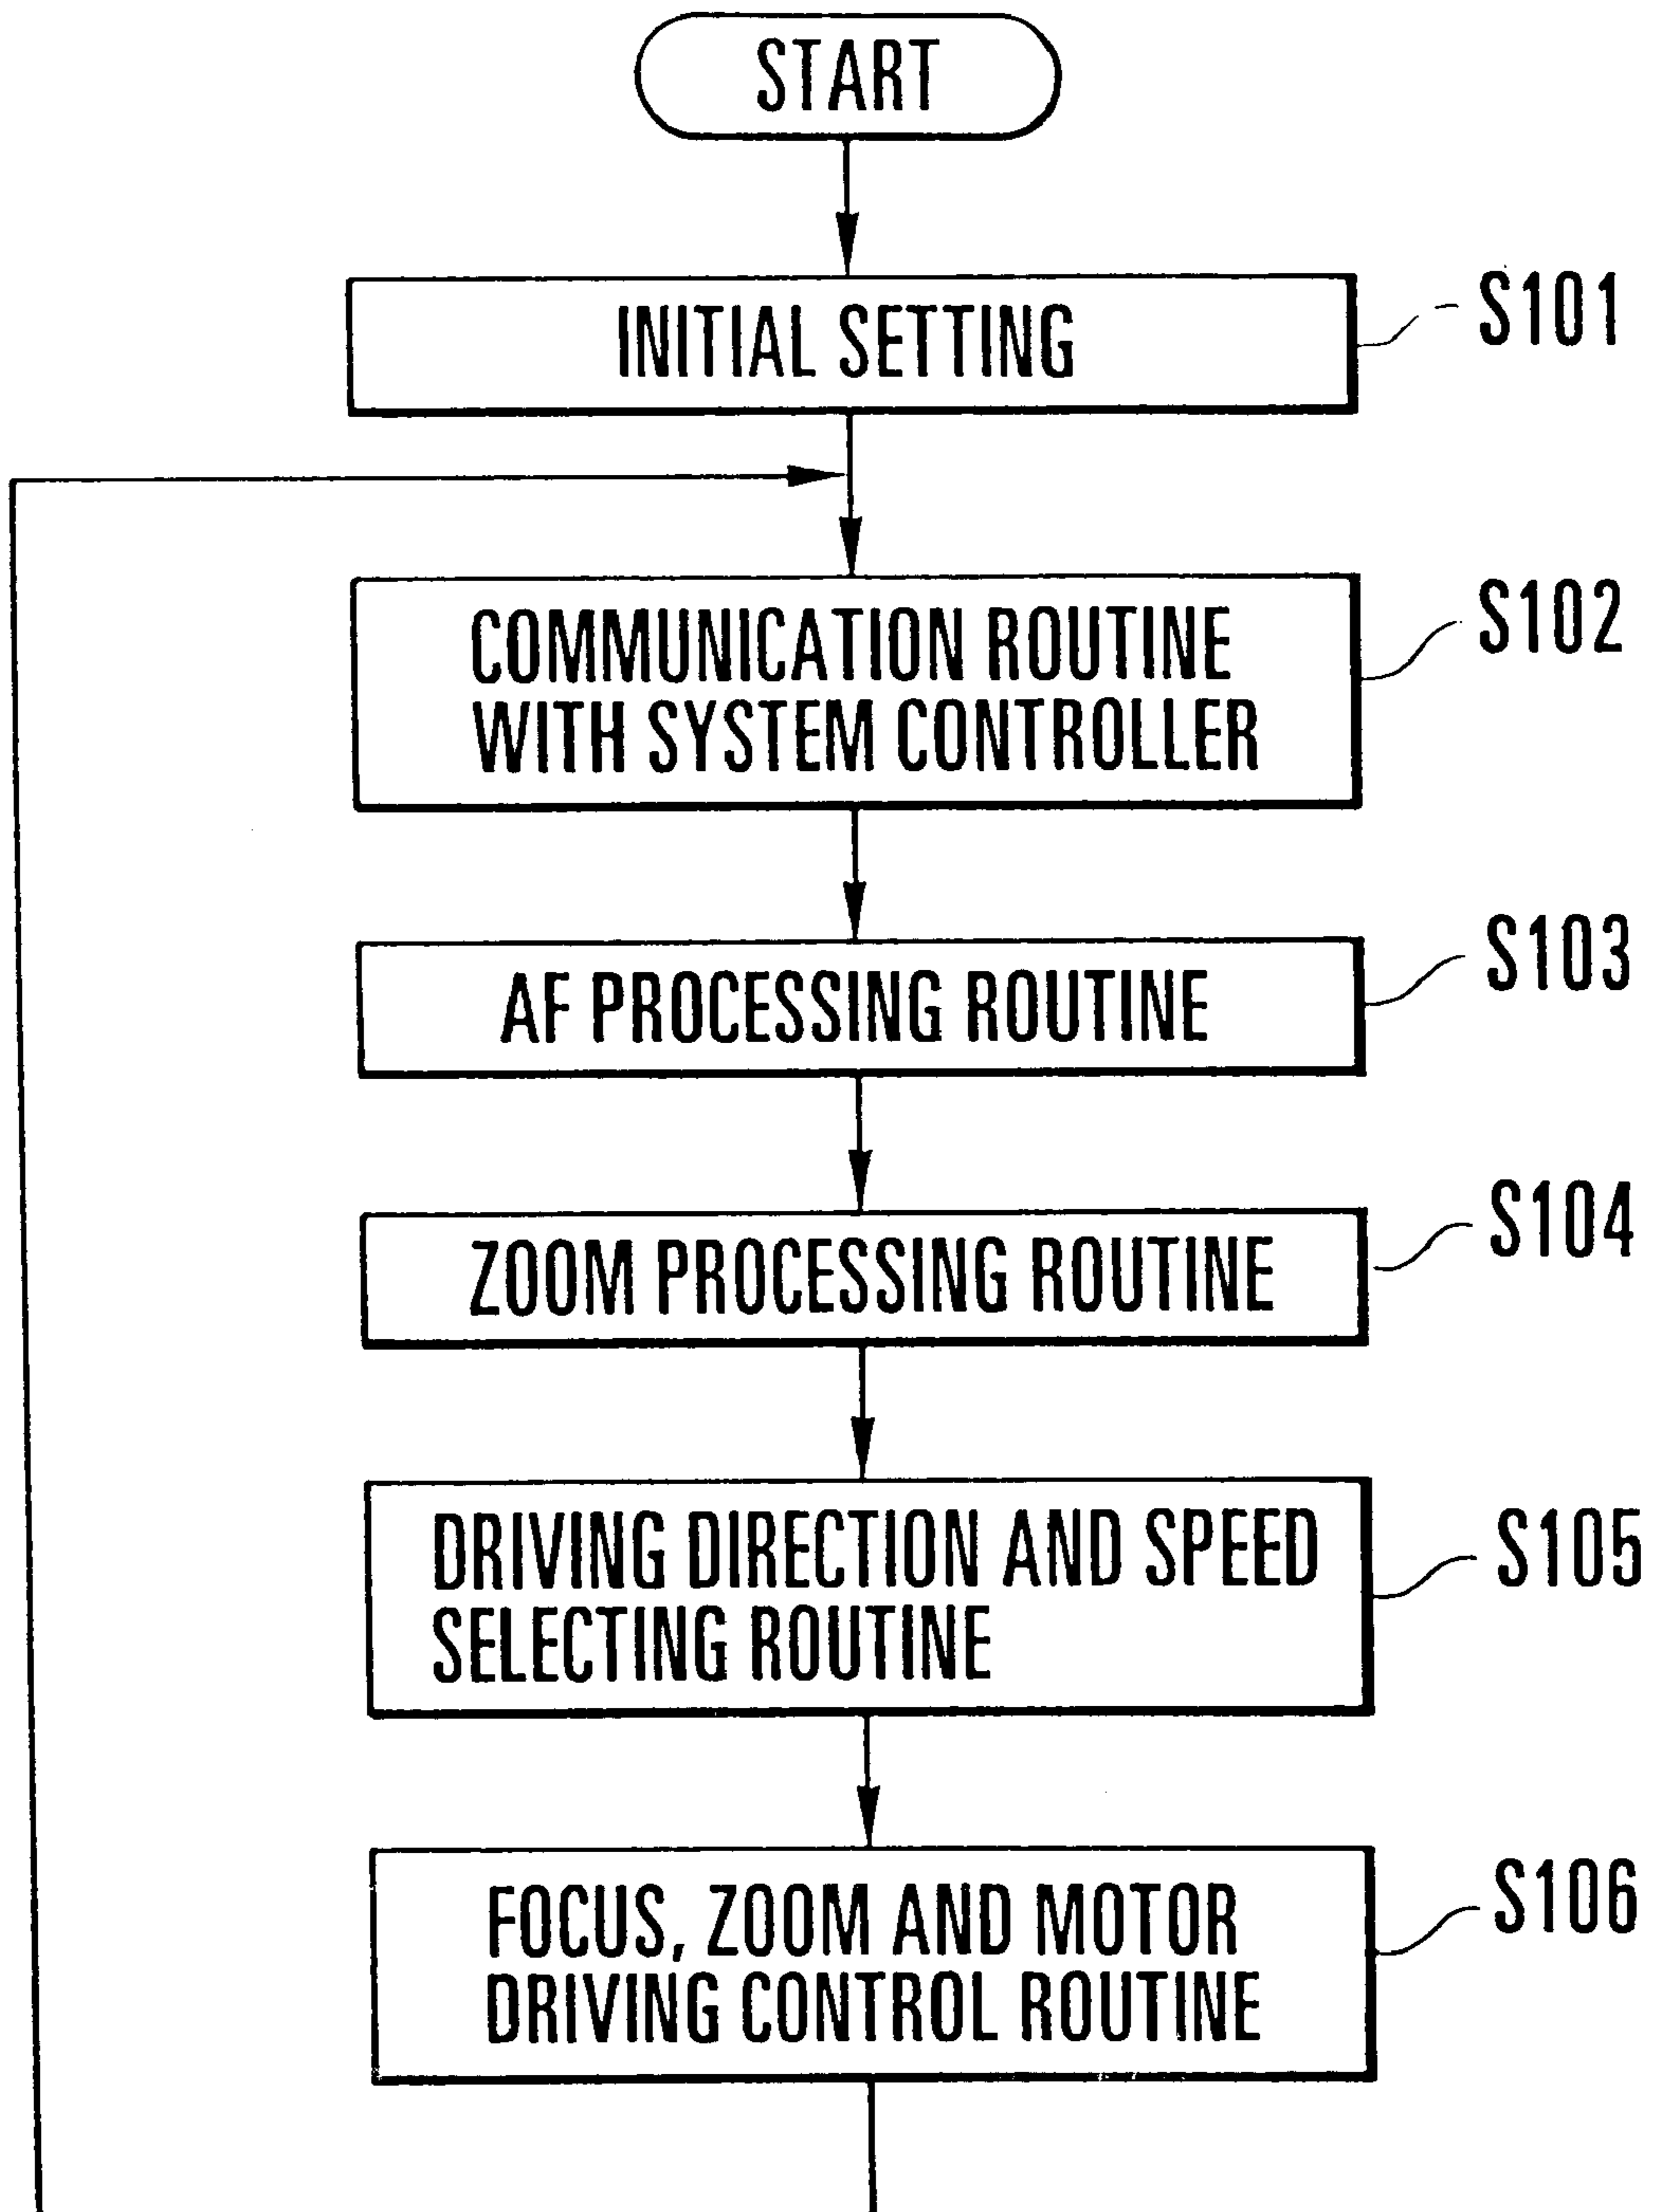 START
INITIAL SETTING
S101
COMMUNICATION ROUTINE
WITH SYSTEM CONTROLLER
S102
AF PROCESSING ROUTINE
S103
ZOOM PROCESSING ROUTINE
S104
DRIVING DIRECTION AND SPEED
SELECTING ROUTINE
S105
FOCUS, ZOOM AND MOTOR
DRIVING CONTROL ROUTINE
S106